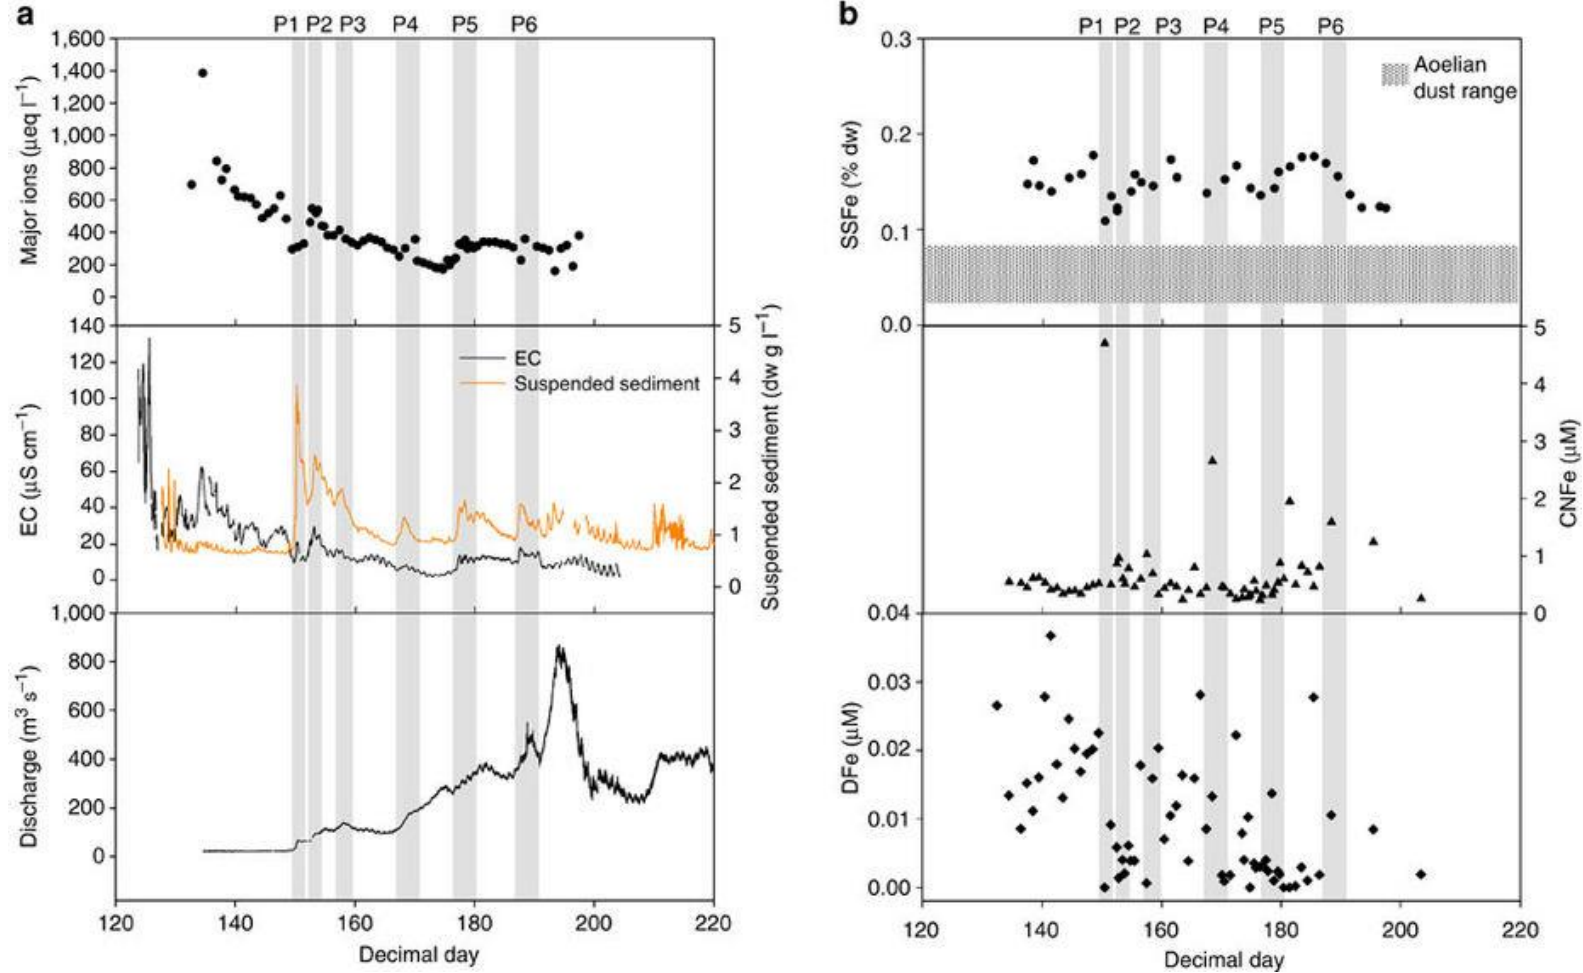 a
P1 P2 P3 P4 P5 P6
1,600
1,400
1,200
1,000
800
600
400
200
0
Major ions (µeq l⁻¹)
140
120
100
80
60
40
20
0
EC (µS cm⁻¹)
EC
Suspended sediment
5
4
3
2
1
0
Suspended sediment (dw g l⁻¹)
1,000
800
600
400
200
0
Discharge (m³ s⁻¹)
120 140 160 180 200 220
Decimal day
b
P1 P2 P3 P4 P5 P6
0.3
0.2
0.1
0.0
SSFe (% dw)
Aoelian
dust range
5
4
3
2
1
0
CNFe (µM)
0.04
0.03
0.02
0.01
0.00
DFe (µM)
120 140 160 180 200 220
Decimal day